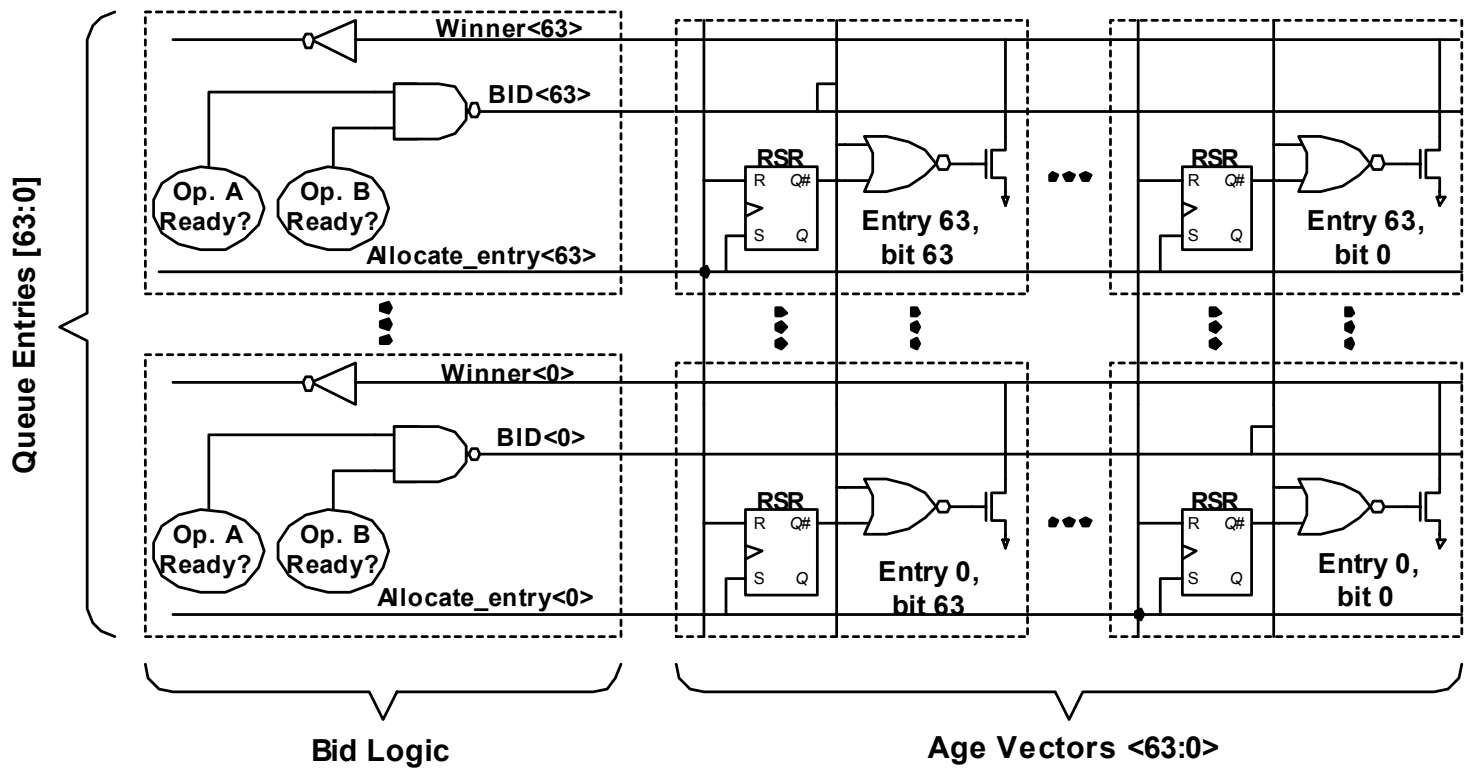 Queue Entries [63:0]
Winner<63>
BID<63>
Op. A
Ready?
Op. B
Ready?
Allocate_entry<63>
RSR
R Q#
S Q
Entry 63,
bit 63
RSR
R Q#
S Q
Entry 63,
bit 0
Winner<0>
BID<0>
Op. A
Ready?
Op. B
Ready?
Allocate_entry<0>
RSR
R Q#
S Q
Entry 0,
bit 63
RSR
R Q#
S Q
Entry 0,
bit 0
Bid Logic
Age Vectors <63:0>